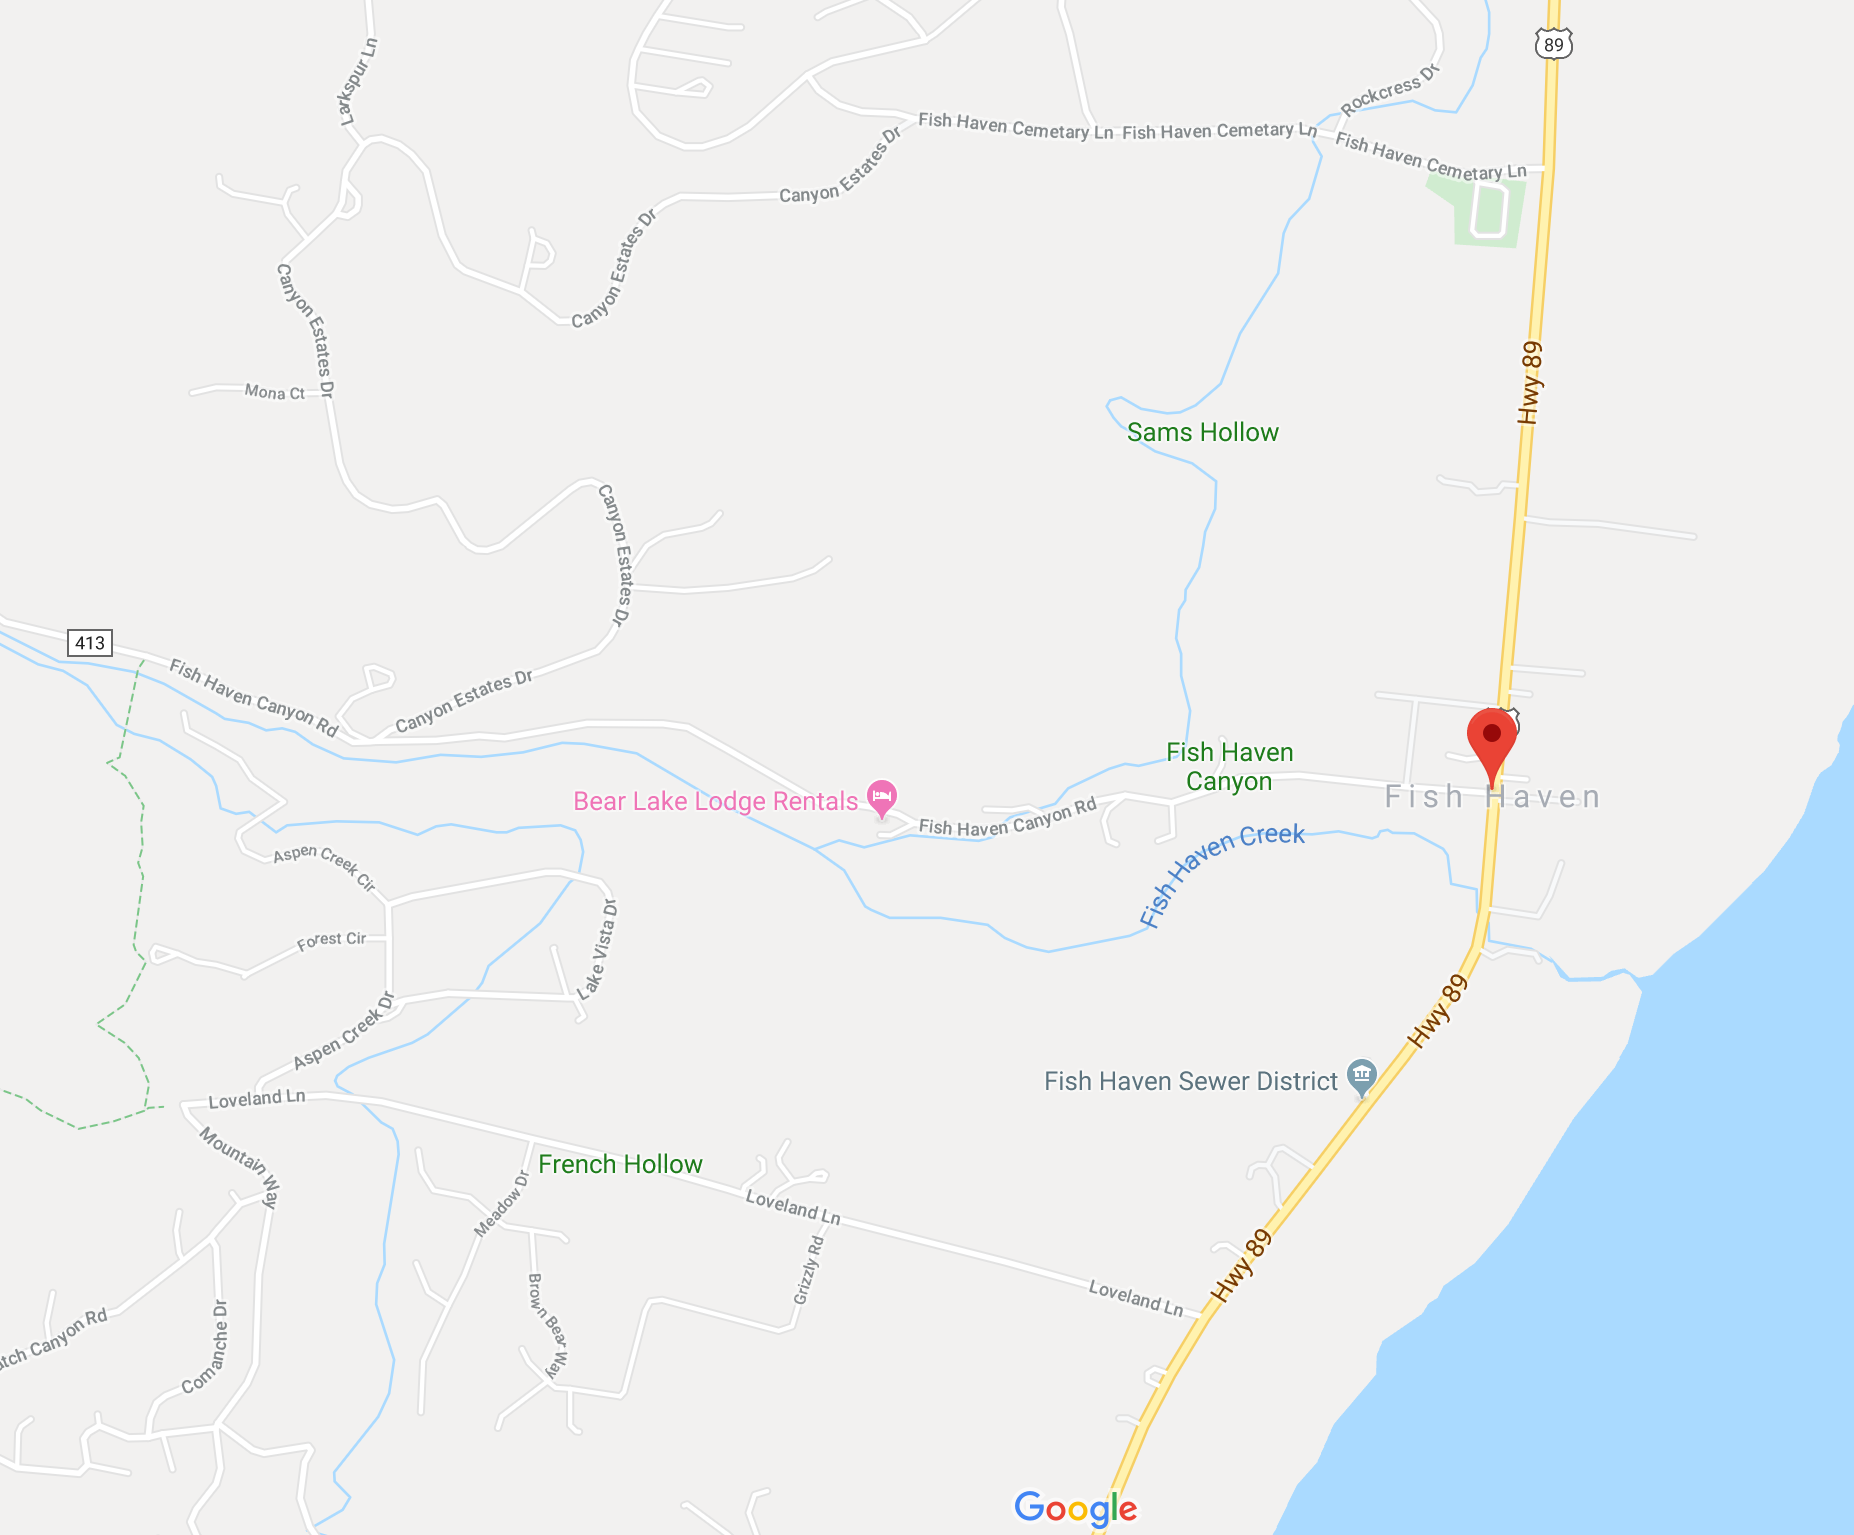 89
Larkspur Ln
Rockcress Dr
Fish Haven Cemetary Ln
Fish Haven Cemetary Ln
Fish Haven Cemetary Ln
Canyon Estates Dr
Canyon Estates Dr
Canyon Estates Dr
Hwy 89
Mona Ct
Sams Hollow
Canyon Estates Dr
413
Fish Haven Canyon Rd
Canyon Estates Dr
Fish Haven
Canyon
Bear Lake Lodge Rentals
Fish Haven Canyon Rd
Fish Haven
Fish Haven Creek
Aspen Creek Cir
Forest Cir
Lake Vista Dr
Aspen Creek Dr
Hwy 89
Fish Haven Sewer District
Loveland Ln
Mountain Way
French Hollow
Meadow Dr
Loveland Ln
Grizzly Rd
Hwy 89
Loveland Ln
Brown Bear Way
Comanche Dr
Canyon Rd
Google